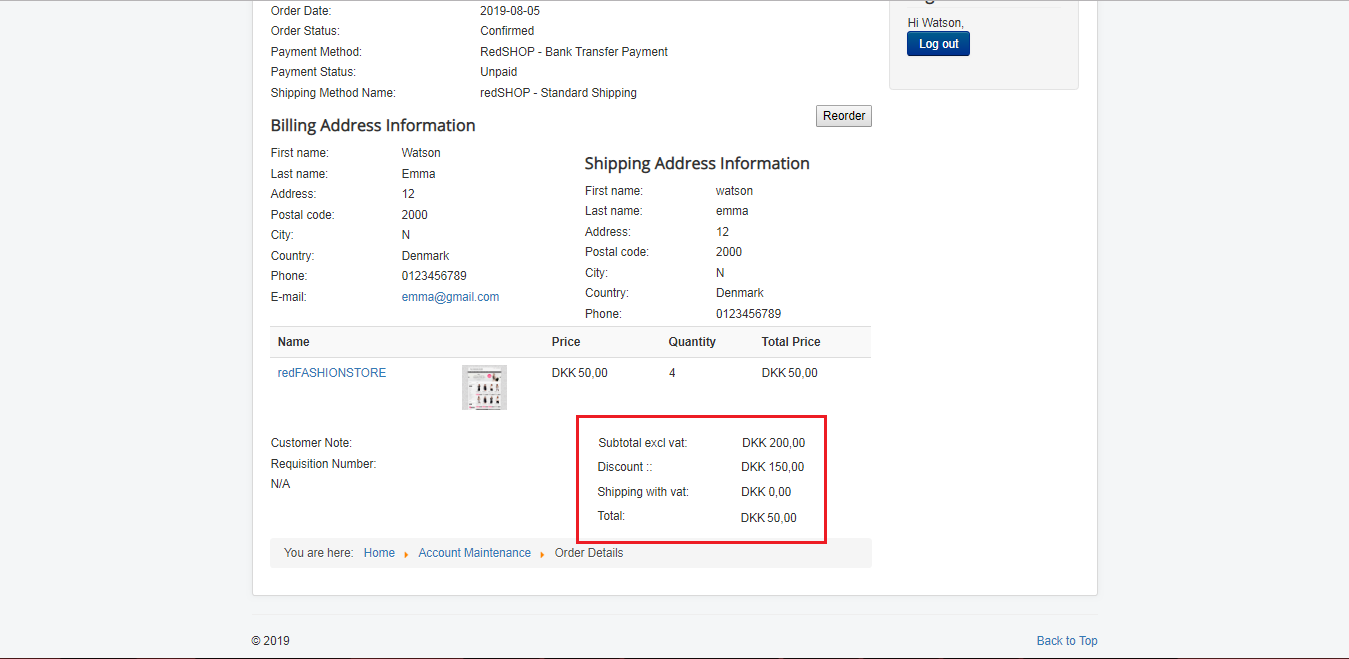 Hi Watson,
Log out
Order Date: 2019-08-05
Order Status: Confirmed
Payment Method: RedSHOP - Bank Transfer Payment
Payment Status: Unpaid
Shipping Method Name: redSHOP - Standard Shipping
Reorder
Billing Address Information
First name: Watson
Last name: Emma
Address: 12
Postal code: 2000
City: N
Country: Denmark
Phone: 0123456789
E-mail: emma@gmail.com
Shipping Address Information
First name: watson
Last name: emma
Address: 12
Postal code: 2000
City: N
Country: Denmark
Phone: 0123456789
Name Price Quantity Total Price
redFASHIONSTORE DKK 50,00 4 DKK 50,00
Customer Note:
Requisition Number:
N/A
Subtotal excl vat: DKK 200,00
Discount :: DKK 150,00
Shipping with vat: DKK 0,00
Total: DKK 50,00
You are here: Home Account Maintenance Order Details
© 2019 Back to Top